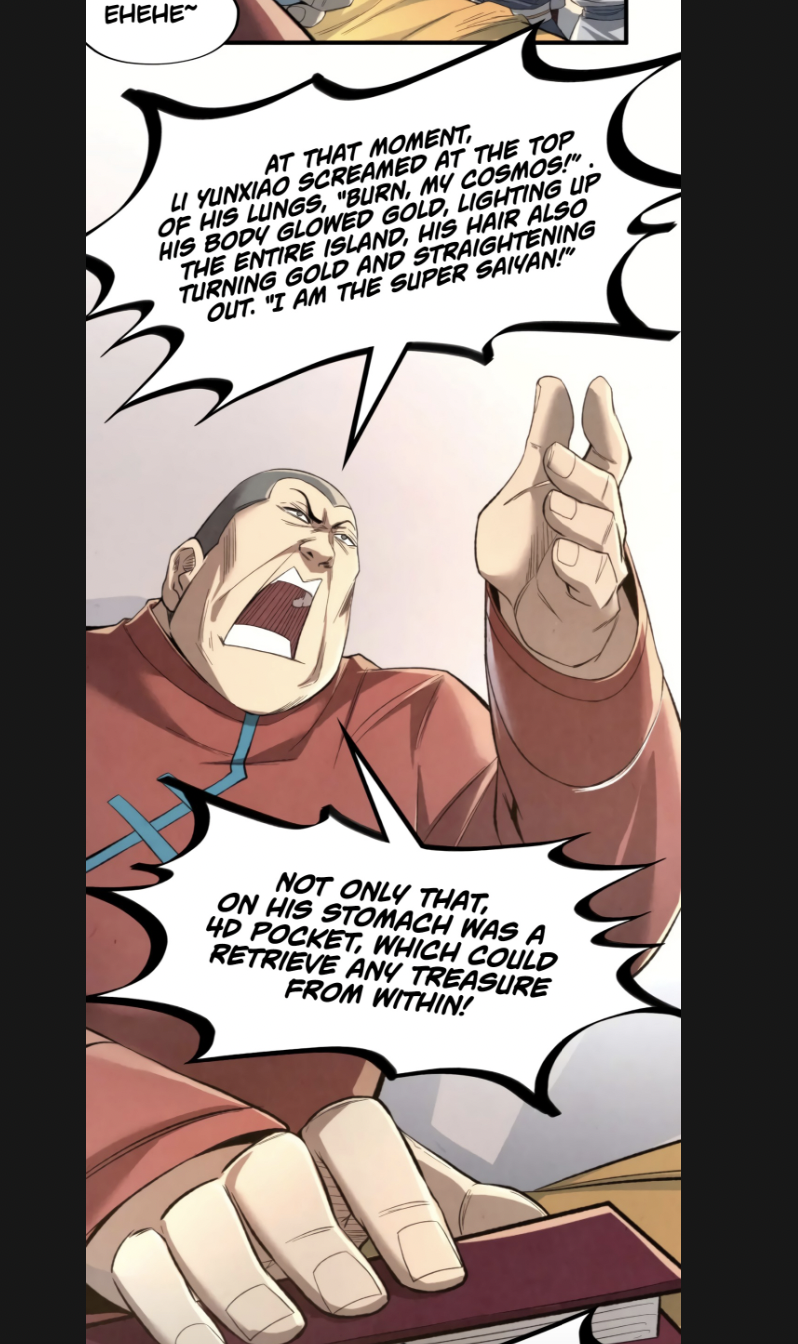 EHEHE~
AT THAT MOMENT,
LI YUNXIAO SCREAMED AT THE TOP
OF HIS LUNGS, "BURN, MY COSMOS!" .
HIS BODY GLOWED GOLD, LIGHTING UP
THE ENTIRE ISLAND, HIS HAIR ALSO
TURNING GOLD AND STRAIGHTENING
OUT. "I AM THE SUPER SAIYAN!"
NOT ONLY THAT,
ON HIS STOMACH WAS A
4D POCKET, WHICH COULD
RETRIEVE ANY TREASURE
FROM WITHIN!